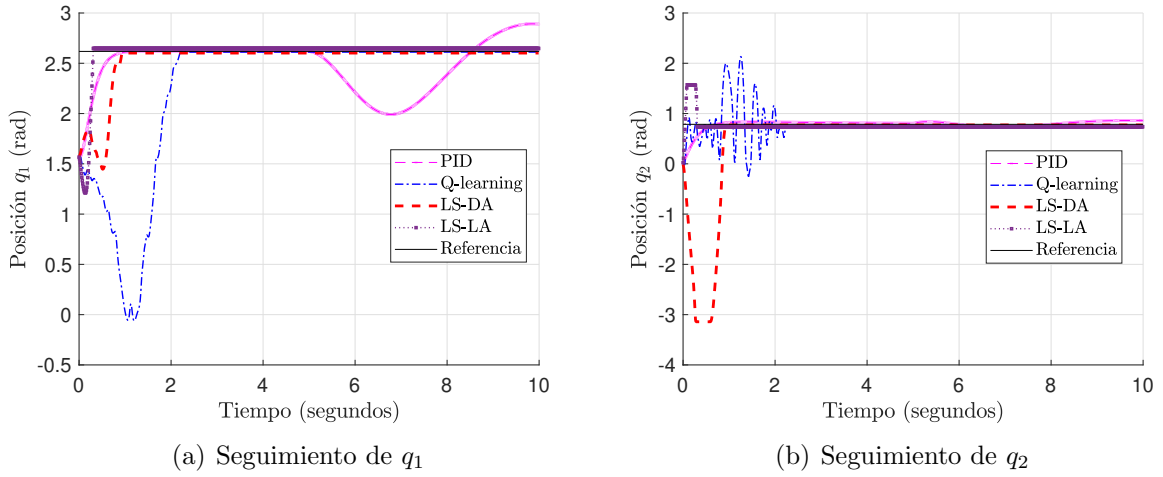 3
2.5
2
1.5
1
0.5
0
-0.5
Posición q1 (rad)
PID
Q-learning
LS-DA
LS-LA
Referencia
0 2 4 6 8 10
Tiempo (segundos)
(a) Seguimiento de q1
3
2
1
0
-1
-2
-3
-4
Posición q2 (rad)
PID
Q-learning
LS-DA
LS-LA
Referencia
0 2 4 6 8 10
Tiempo (segundos)
(b) Seguimiento de q2